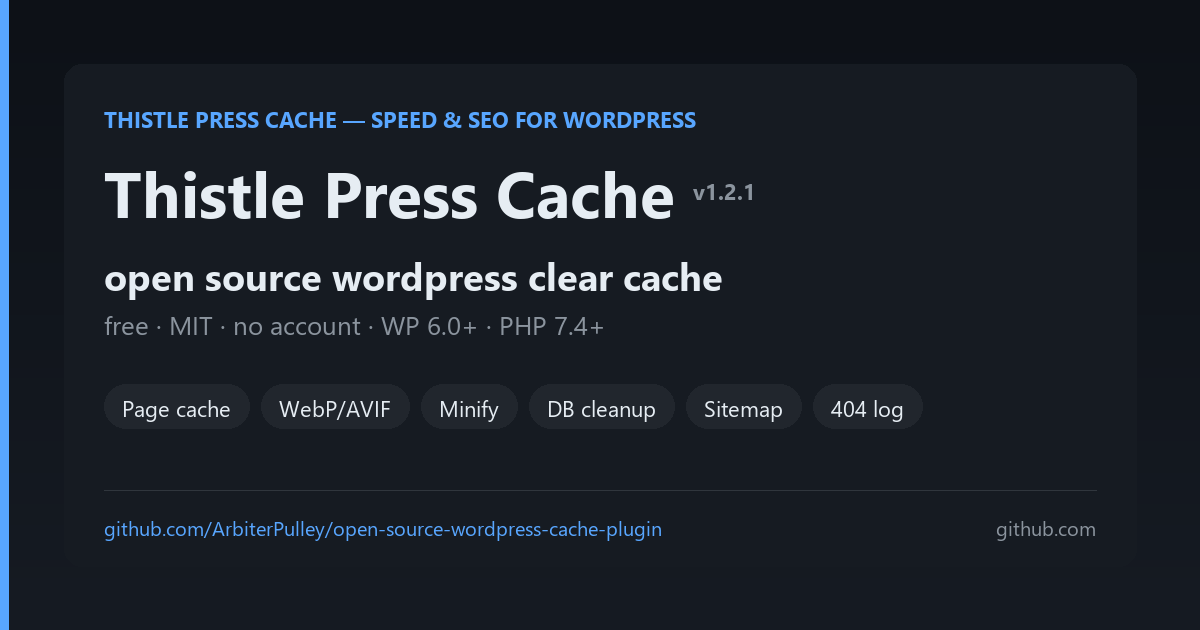 THISTLE PRESS CACHE — SPEED & SEO FOR WORDPRESS
Thistle Press Cache v1.2.1
open source wordpress clear cache
free · MIT · no account · WP 6.0+ · PHP 7.4+
Page cache WebP/AVIF Minify DB cleanup Sitemap 404 log
github.com/ArbiterPulley/open-source-wordpress-cache-plugin github.com